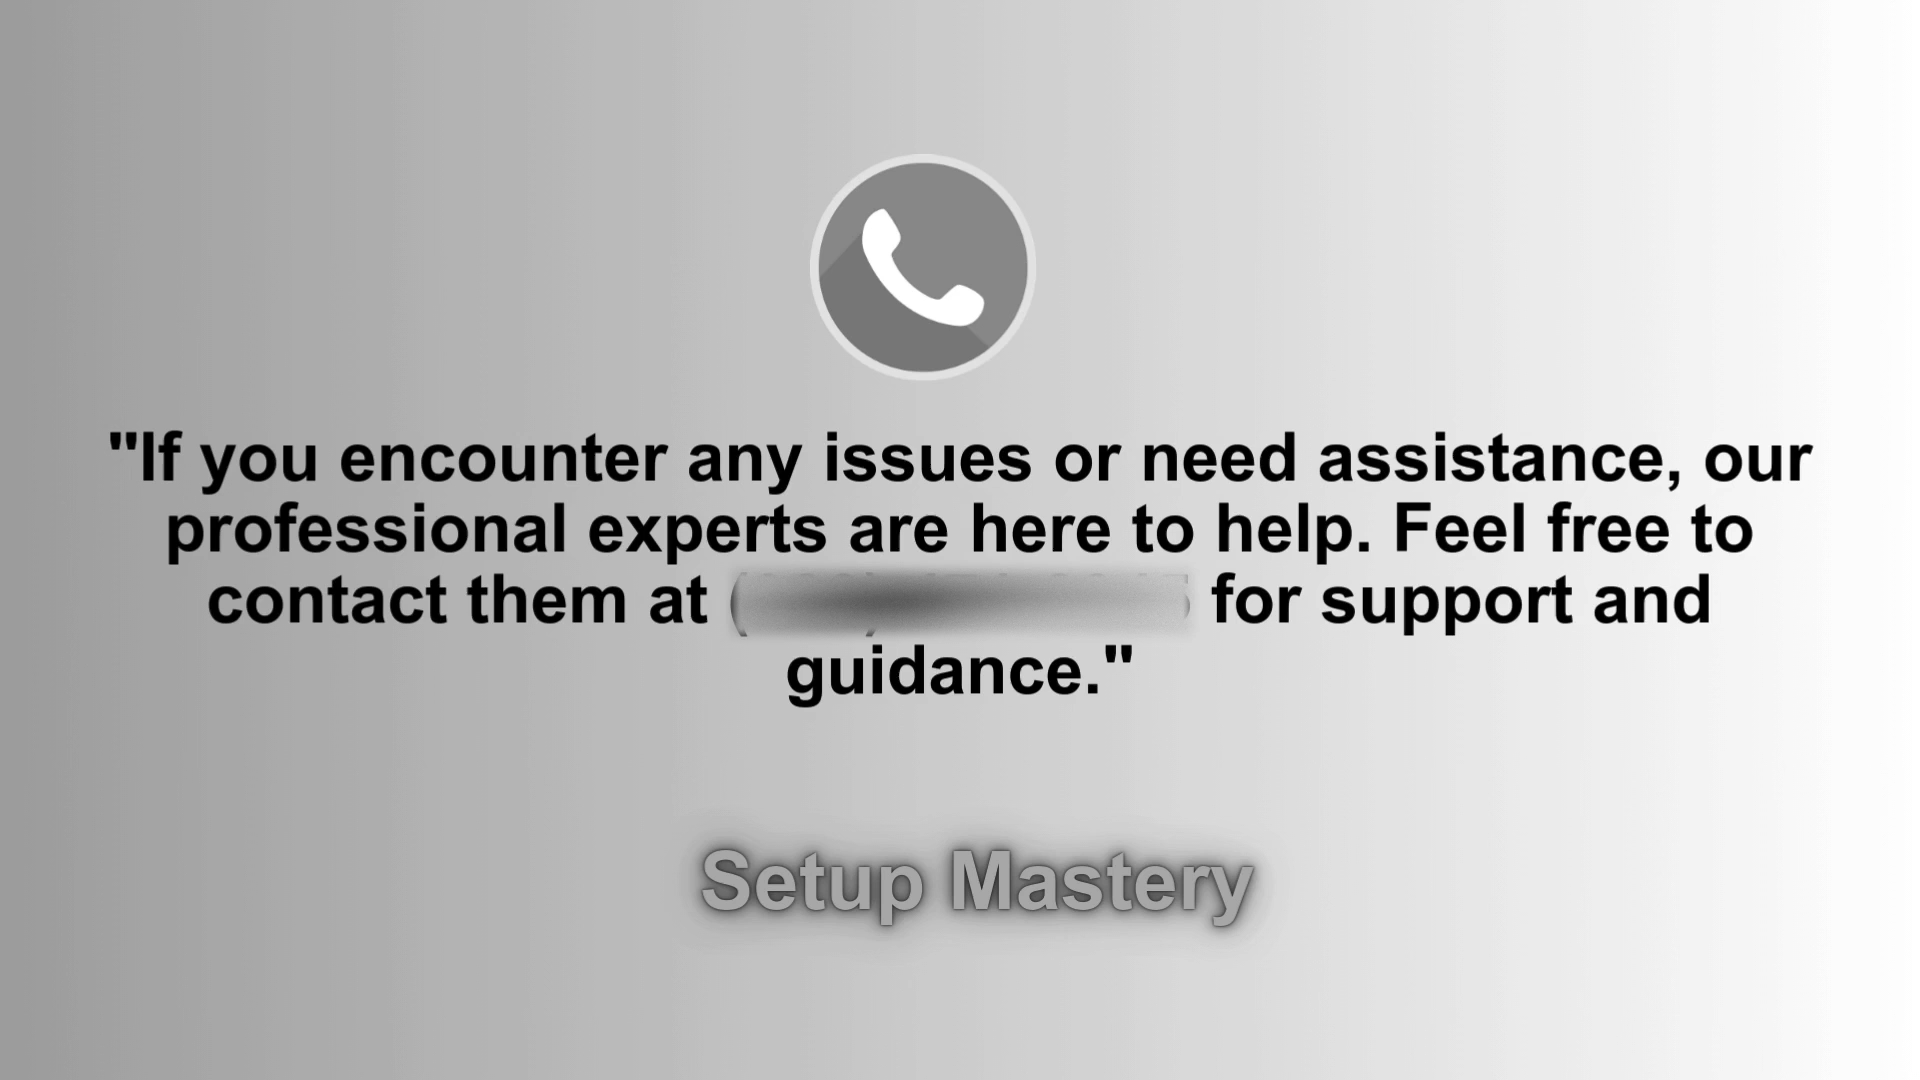 "If you encounter any issues or need assistance, our
professional experts are here to help. Feel free to
contact them at for support and
guidance."
Setup Mastery